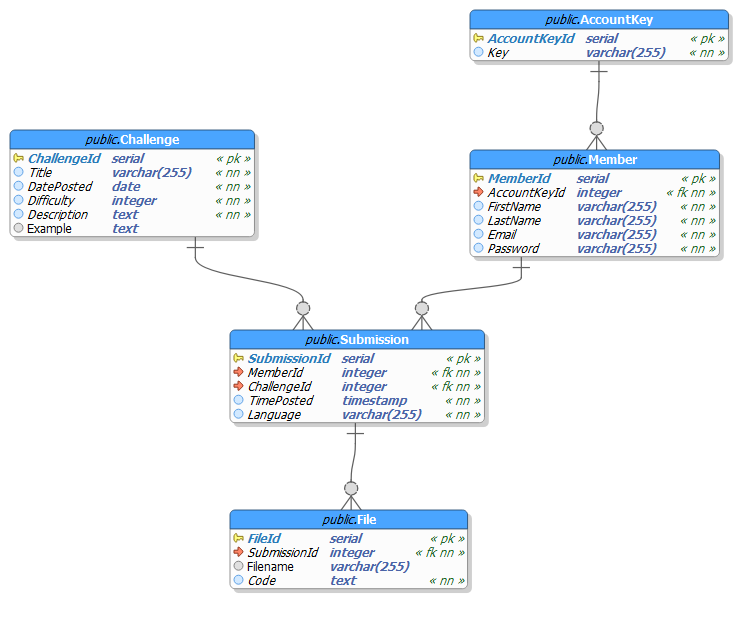 public.AccountKey
AccountKeyId serial « pk »
Key varchar(255) « nn »
public.Challenge
ChallengeId serial « pk »
Title varchar(255) « nn »
DatePosted date « nn »
Difficulty integer « nn »
Description text « nn »
Example text
public.Member
MemberId serial « pk »
AccountKeyId integer « fk nn »
FirstName varchar(255) « nn »
LastName varchar(255) « nn »
Email varchar(255) « nn »
Password varchar(255) « nn »
public.Submission
SubmissionId serial « pk »
MemberId integer « fk nn »
ChallengeId integer « fk nn »
TimePosted timestamp « nn »
Language varchar(255) « nn »
public.File
FileId serial « pk »
SubmissionId integer « fk nn »
Filename varchar(255)
Code text « nn »